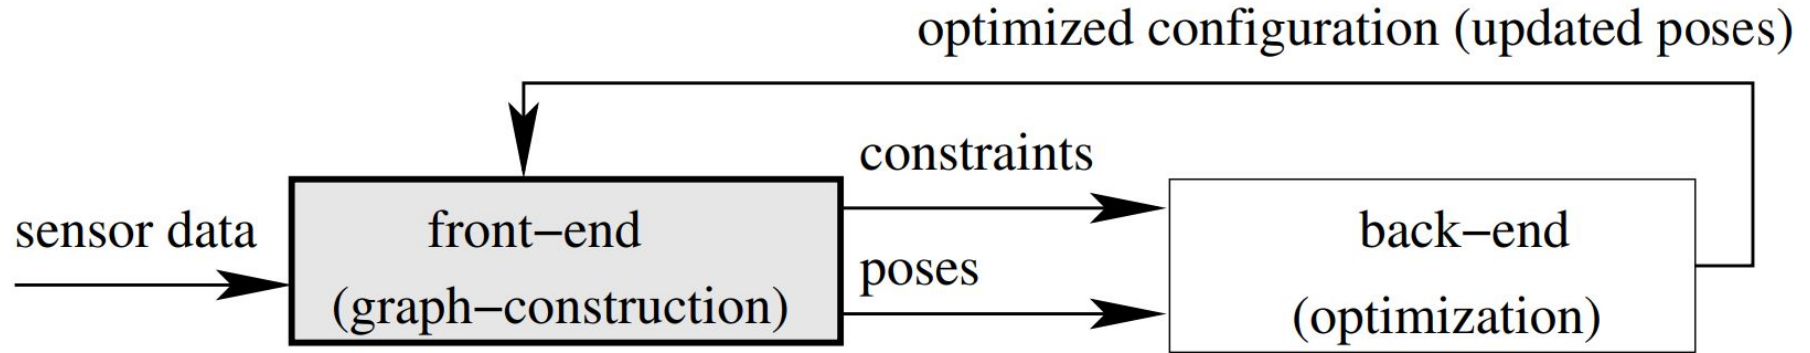 optimized configuration (updated poses)
constraints
sensor data
front−end
(graph−construction)
poses
back−end
(optimization)